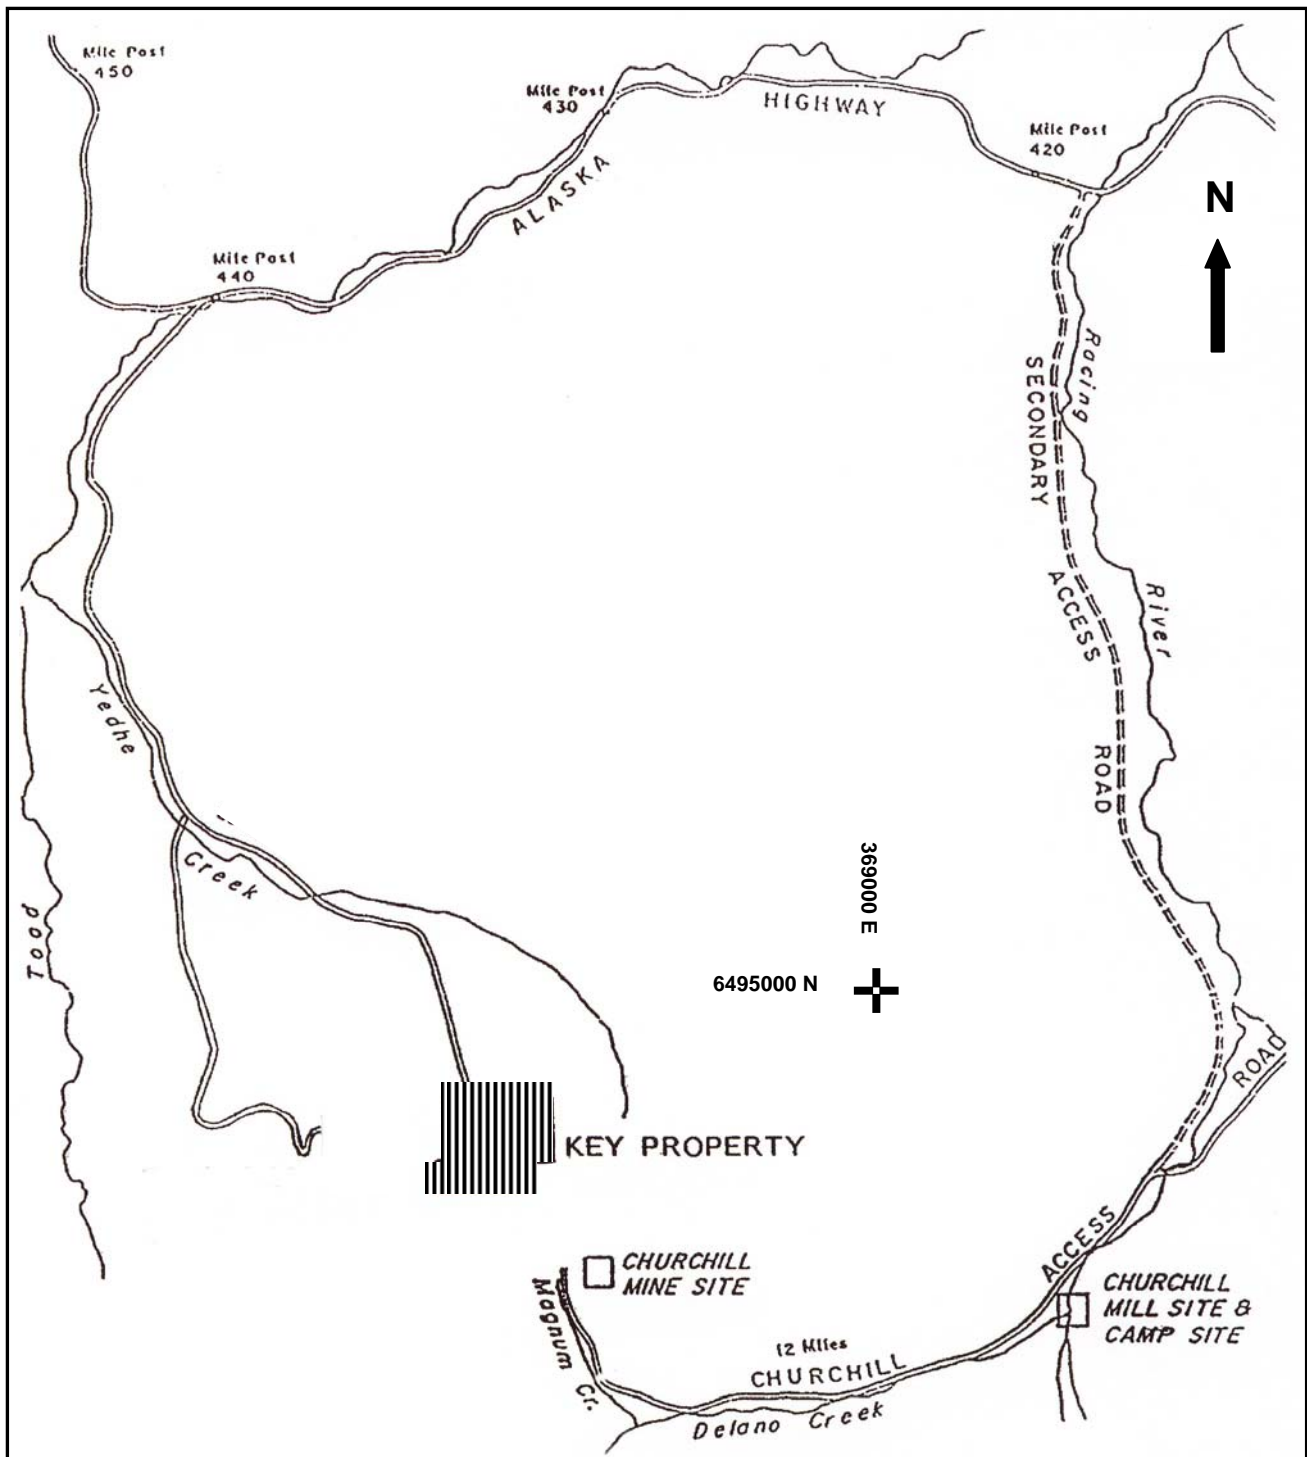 Mile Post
450
Mile Post
430
HIGHWAY
Mile Post
420
ALASKA
N
Mile Post
440
Racing
River
SECONDARY
ACCESS
ROAD
Yedhe
Creek
369000 E
6495000 N
Toad
ROAD
KEY PROPERTY
ACCESS
CHURCHILL
MINE SITE
CHURCHILL
MILL SITE &
CAMP SITE
Magnum Cr.
12 Miles
CHURCHILL
Delano Creek